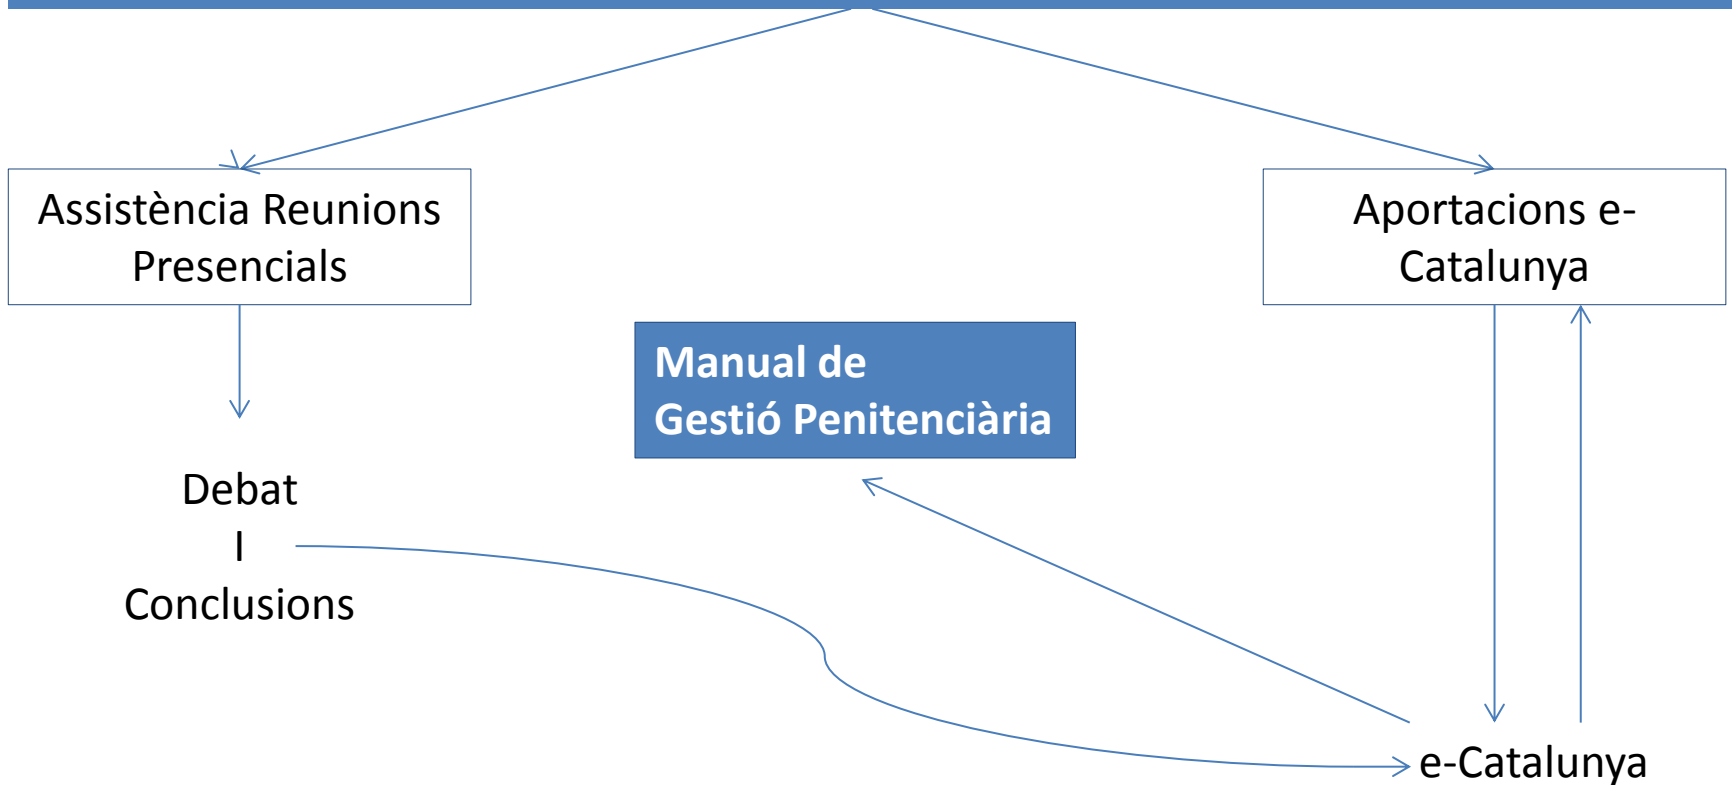 Assistència Reunions
Presencials
Aportacions e-
Catalunya
Manual de
Gestió Penitenciària
Debat
I
Conclusions
e-Catalunya